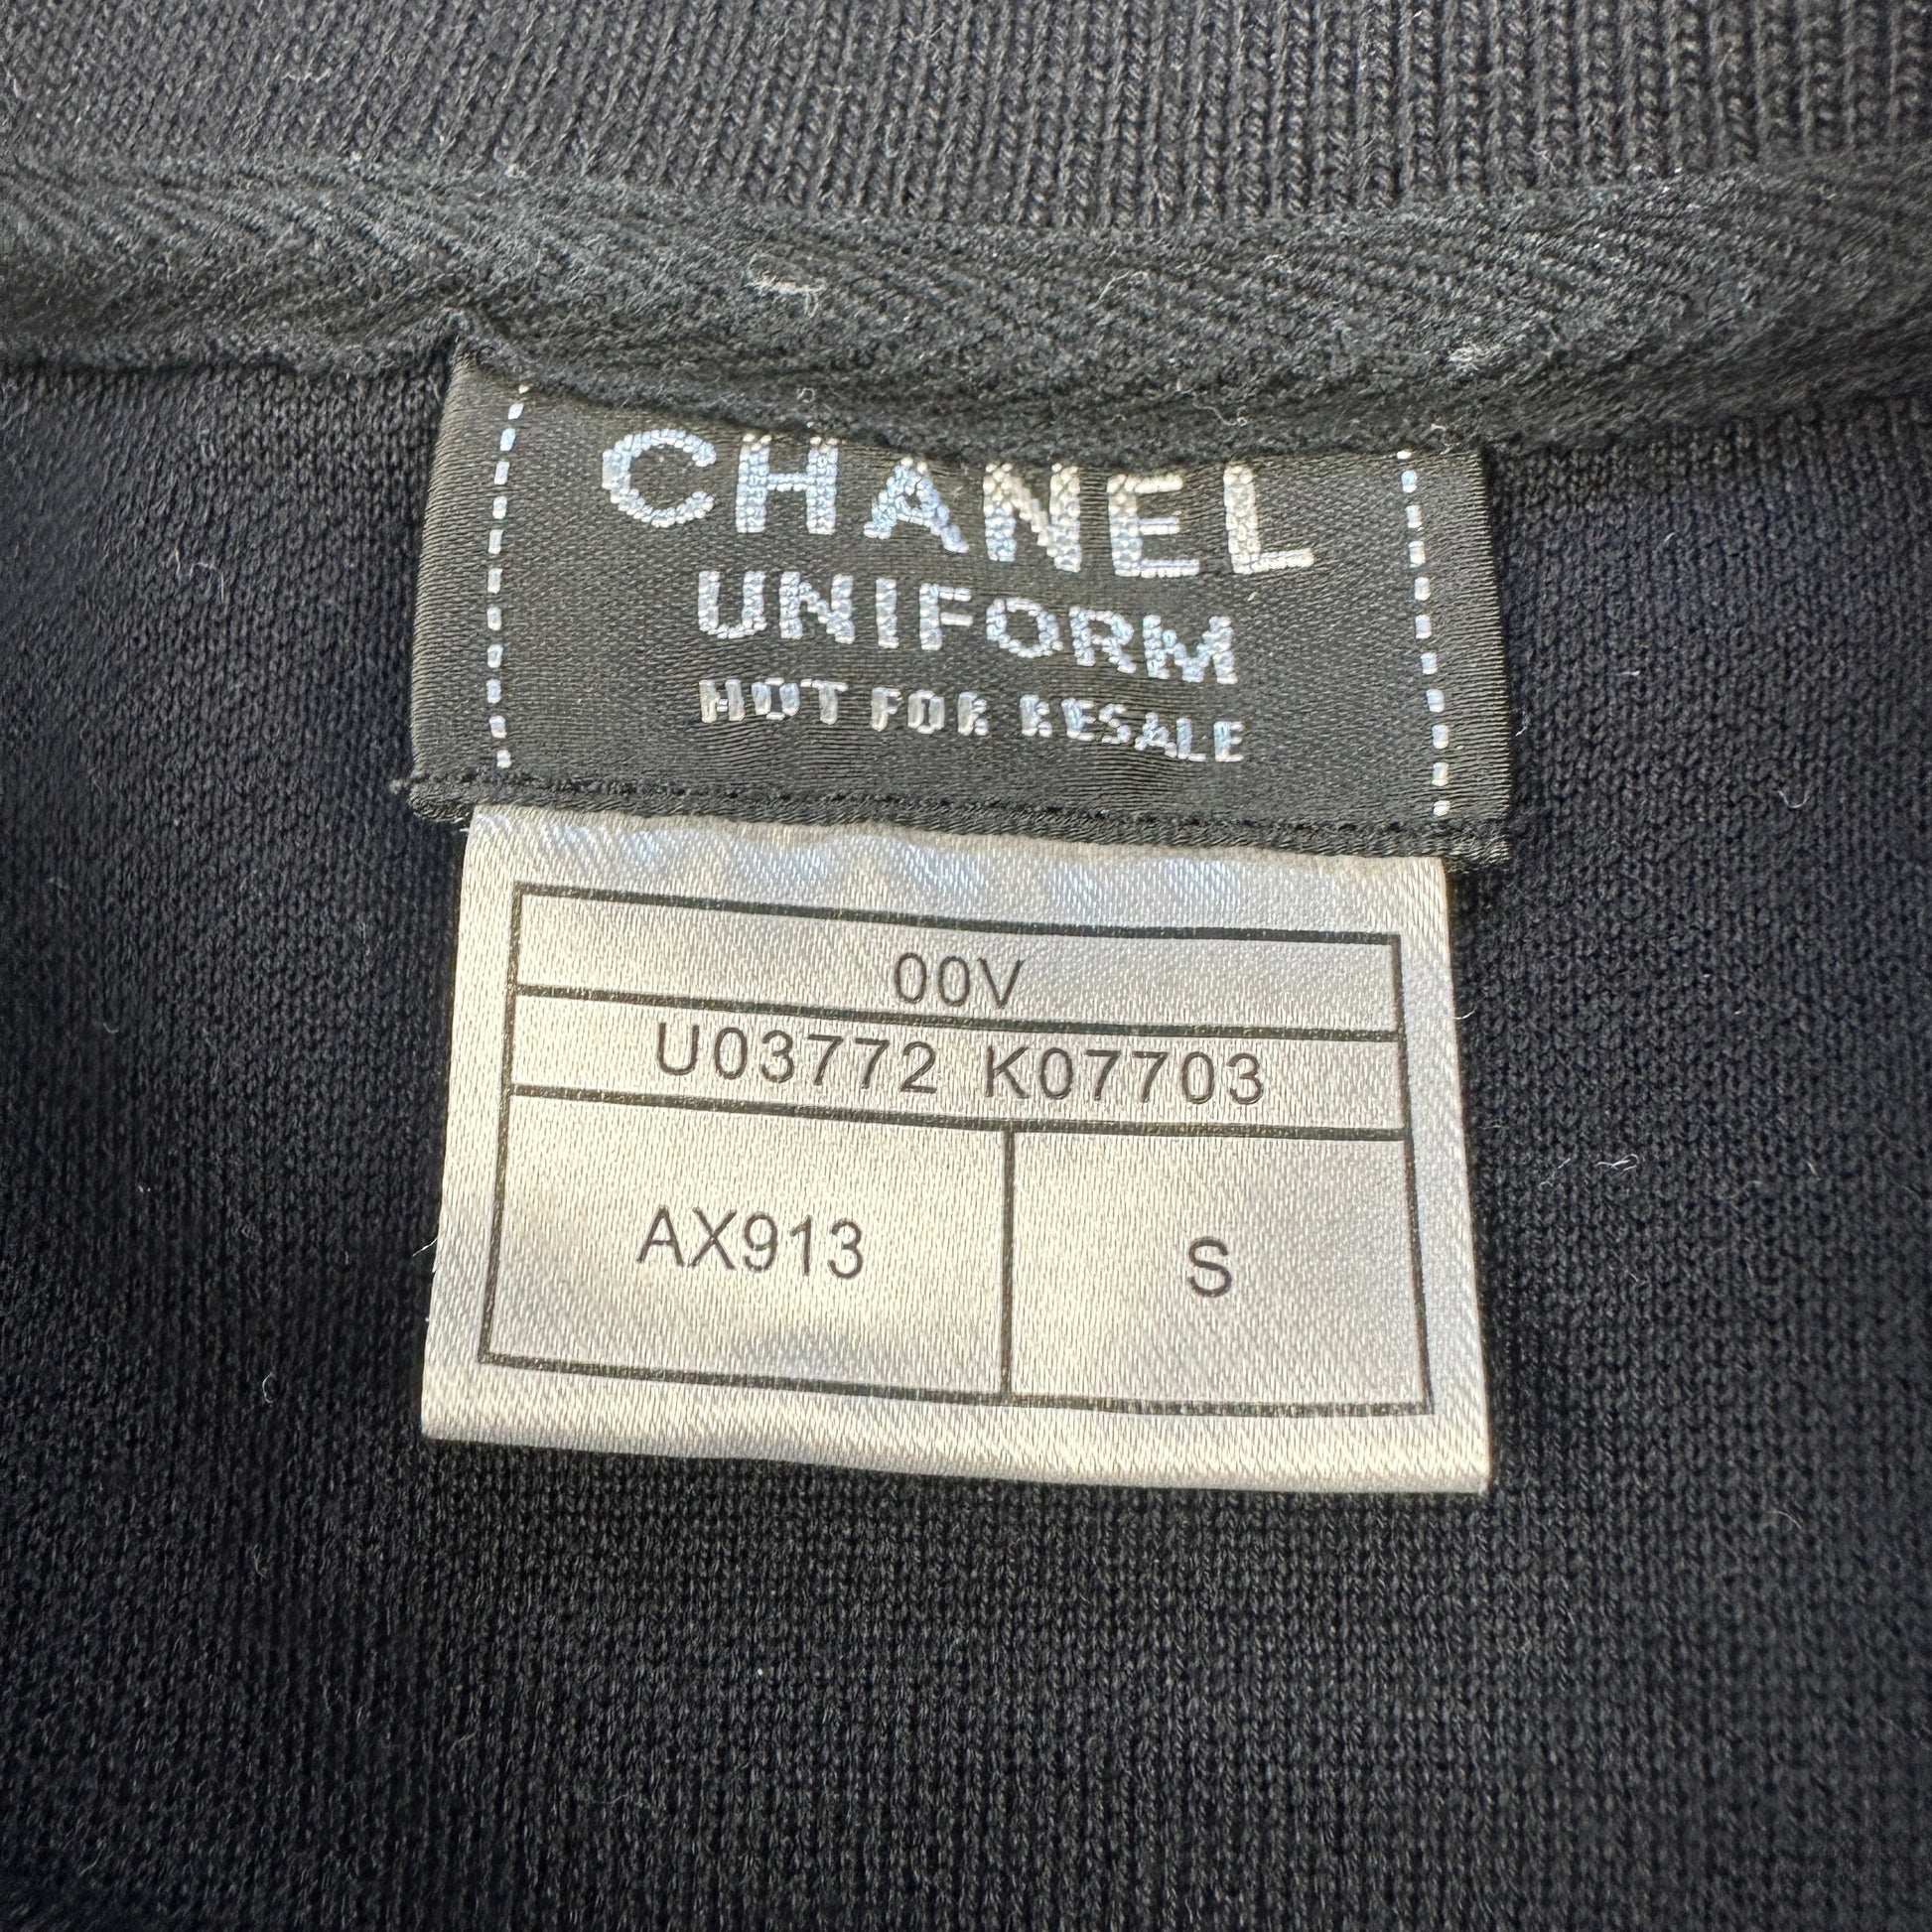 CHANEL
UNIFORM
NOT FOR RESALE
00V
U03772 K07703
AX913 S